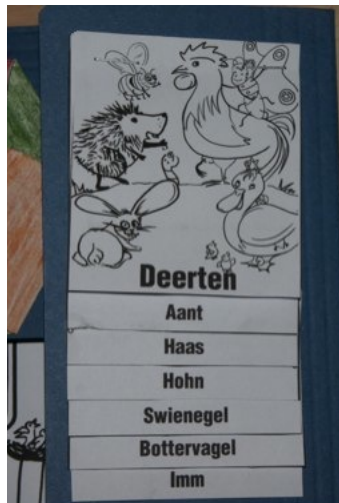 Deerten
Aant
Haas
Hohn
Swienegel
Bottervagel
Imm